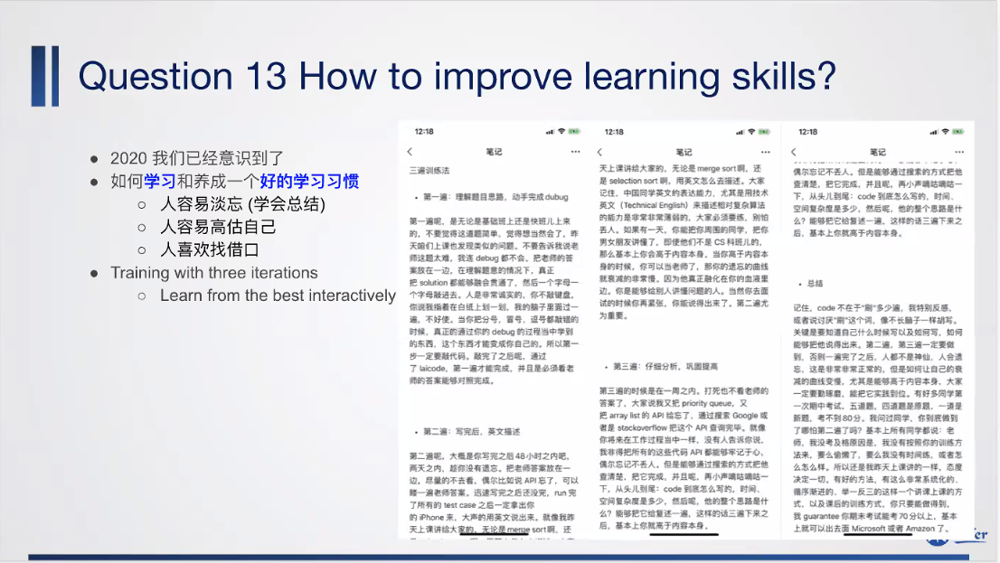 Question 13 How to improve learning skills?
● 2020 我们已经意识到了
● 如何学习和养成一个好的学习习惯
○ 人容易淡忘 (学会总结)
○ 人容易高估自己
○ 人喜欢找借口
● Training with three iterations
○ Learn from the best interactively
12:18
笔记
三遍训练法
• 第一遍：理解题目思路，动手完成dubug
第一遍呢，是无论是基础班上还是快班儿上来
的，不要觉得这道题简单，觉得想当然会了，昨
天咱们上课也发现类似的问题。不要告诉我说老
师这题太难，我连 debug 都不会。把老师的答
案放在一边，在理解题意的情况下，真正
把 solution 都能够融会贯通了，然后一个字母一
个字母敲进去。人是非常诚实的，你不敲键盘，
你说我指着在白纸上划一划，我的脑子里面过一
遍，不好使。当你把分号，冒号，逗号都敲错的
时候，真正的通过你的 debug 的过程当中学到
的东西，这个东西才能变成你自己的。所以第一
步一定要敲代码。敲完了之后呢，通过
了 laicode，第一遍才能完成，并且是必须看老
师的答案能够对照完成。
• 第二遍：写完后，英文描述
第二遍呢，大概是你写完之后48小时之内吧，
两天之内，趁你没有遗忘。把老师答案放在一
边，尽量的不去看，偶尔比如说 API 忘了，可以
瞜一遍老师答案。迅速写完之后还没完，run 完
了所有的 test case 之后一定拿出你
的 iPhone 来，大声的用英文说出来。就像我昨
天上课讲给大家的，无论是 merge sort啊，还
12:18
笔记
天上课讲给大家的，无论是 merge sort啊，还
是 selection sort 啊，用英文怎么去描述。大家
记住，中国同学英文的表达能力，尤其是用技术
英文（Technical English）来描述相对复杂算法
的能力是非常非常薄弱的，大家必须要练，别怕
丢人。如果有一天，你能把你周围的同学，把你
男女朋友讲懂了，即使他们不是 CS 科班儿的，
那么基本上你会高于内容本身。当你高于内容本
身的时候，你可以当老师了，那你的遗忘的曲线
就衰减的非常慢。因为他真正融化在你的血液里
边，你是能够给别人讲懂问题的人。当然你去面
试的时候你再紧张，你能说得出来了。第二遍尤
为重要。
• 第三遍：仔细分析，巩固提高
第三遍的时候是在一周之内。打死也不看老师的
答案了，大家说我又把 priority queue，又
把 array list 的 API 给忘了，通过搜索 Google 或
者是 stackoverflow 把这个 API 查询完毕。就像
你将来在工作过程当中一样，没有人告诉你说，
我非得把所有的这些代码 API 都能够牢记于心，
偶尔忘记不丢人。但是能够通过搜索的方式把他
查清楚，把它完成，并且呢，再小声嘀咕嘀咕一
下，从头儿到尾：code 到底怎么写的，时间、
空间复杂度是多少，然后呢，他的整个思路是什
么？能够把它给复述一遍，这样的话三遍下来之
后，基本上你就高于内容本身。
12:18
笔记
偶尔忘记不丢人。但是能够通过搜索的方式把他
查清楚，把它完成，并且呢，再小声嘀咕嘀咕一
下，从头儿到尾：code 到底怎么写的，时间、
空间复杂度是多少，然后呢，他的整个思路是什
么？能够把它给复述一遍，这样的话三遍下来之
后，基本上你就高于内容本身。
• 总结
记住，code 不在于“刷”多少遍，我特别反感，
或者说讨厌“刷”这个词，像不长脑子一样胡写。
关键是要知道自己什么时候写以及如何写，如何
能够把他说得出来。第二遍，第三遍一定要做
到，否则一遍完了之后，人都不是神仙，人会遗
忘，这是非常非常正常的，但是如何让自己的衰
减的曲线变慢，尤其是能够高于内容本身，大家
一定要勤琢磨，能把它实践到位。有好多同学第
一次期中考试，五道题，四道题是原题，一道是
新题，考不到80分。我问过同学，你到底做到
了哪怕第二遍了吗？基本上所有同学都说：老
师，我没考及格原因是，我没有按照你的训练方
法来，要么偷懒了，要么我没有时间练，或者怎
么怎么样。所以还是我昨天上课讲的一样，态度
决定一切。有好的方法，有这么非常系统化的、
循序渐进的、举一反三的这样一个讲课上课的方
式，以及课后的训练方式，你只要能做得到，
我 guarantee 你期末考试能考70分以上，基本
上就可以出去面 Microsoft 或者 Amazon 了。